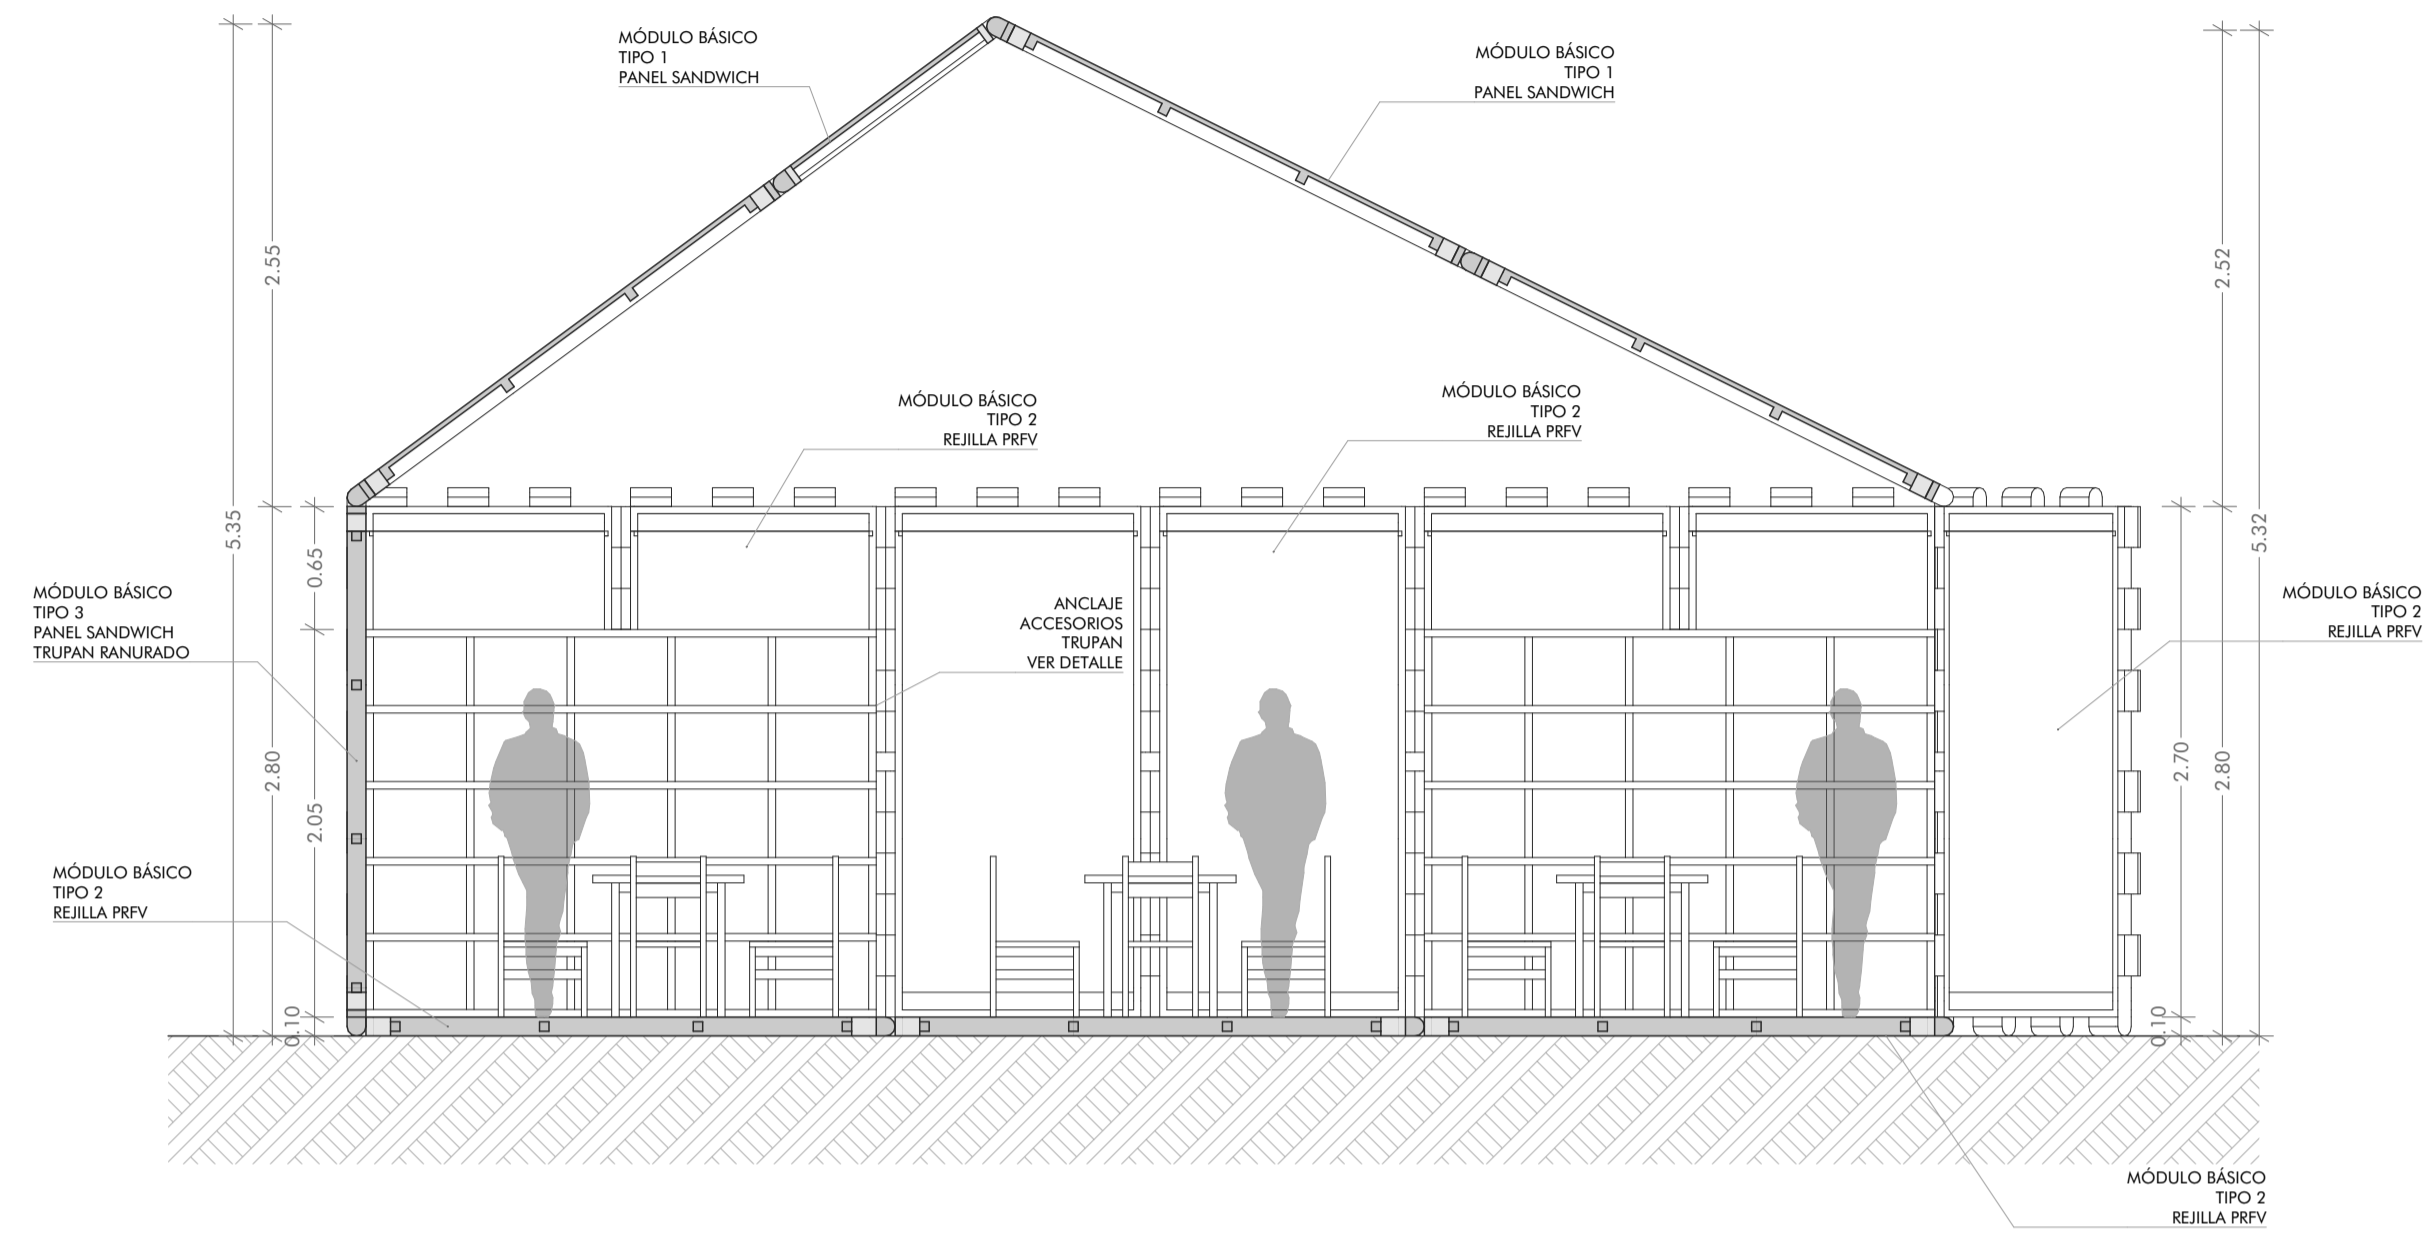 MÓDULO BÁSICO
TIPO 1
PANEL SANDWICH
MÓDULO BÁSICO
TIPO 1
PANEL SANDWICH
2.55
2.52
MÓDULO BÁSICO
TIPO 2
REJILLA PRFV
MÓDULO BÁSICO
TIPO 2
REJILLA PRFV
5.35
0.65
5.32
MÓDULO BÁSICO
TIPO 3
PANEL SANDWICH
TRUPAN RANURADO
ANCLAJE
ACCESORIOS
TRUPAN
VER DETALLE
MÓDULO BÁSICO
TIPO 2
REJILLA PRFV
2.80
2.05
2.70
2.80
MÓDULO BÁSICO
TIPO 2
REJILLA PRFV
0.10
0.10
MÓDULO BÁSICO
TIPO 2
REJILLA PRFV